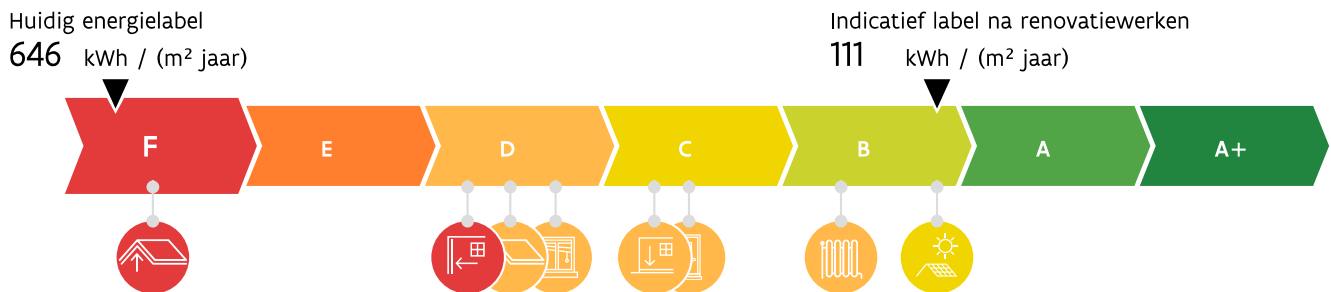 Huidig energielabel
646 kWh / (m² jaar)
Indicatief label na renovatiewerken
111 kWh / (m² jaar)
F E D C B A A+